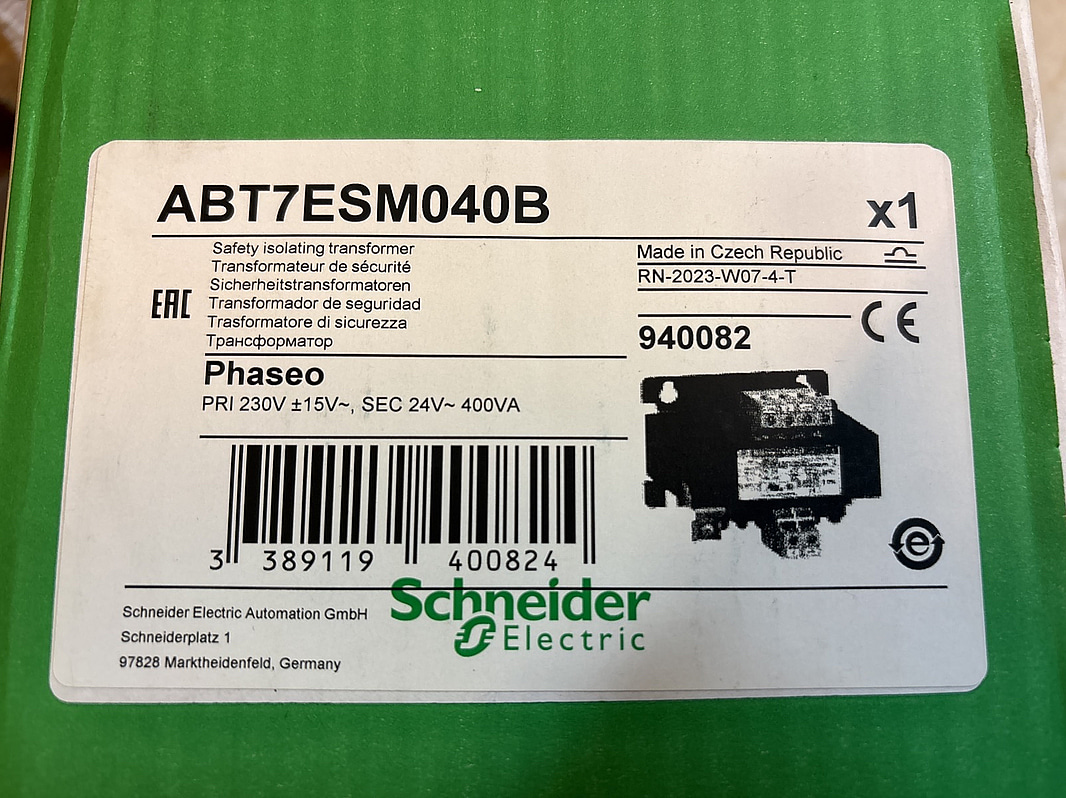 ABT7ESM040B
x1
Safety isolating transformer
Transformateur de sécurité
Sicherheitstransformatoren
Transformador de seguridad
Trasformatore di sicurezza
Трансформатор
EAC
Made in Czech Republic
RN-2023-W07-4-T
940082
CE
Phaseo
PRI 230V ±15V~, SEC 24V~ 400VA
3 389119 400824
Schneider Electric Automation GmbH
Schneiderplatz 1
97828 Marktheidenfeld, Germany
Schneider
Electric